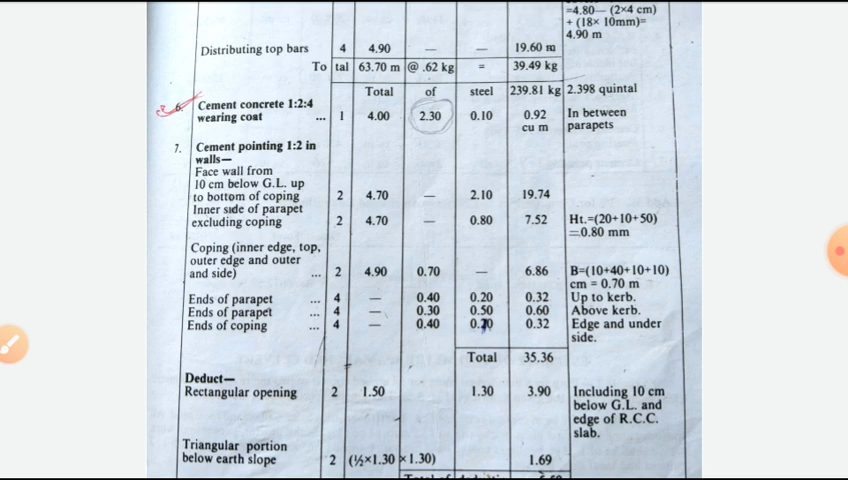 =4.80— (2×4 cm)
+ (18× 10mm)=
4.90 m
Distributing top bars 4 4.90 — — 19.60 m
To tal 63.70 m @ .62 kg = 39.49 kg
Total of steel 239.81 kg 2.398 quintal
6. Cement concrete 1:2:4
wearing coat ... 1 4.00 2.30 0.10 0.92 In between
cu m parapets
7. Cement pointing 1:2 in
walls—
Face wall from
10 cm below G.L. up
to bottom of coping 2 4.70 — 2.10 19.74
Inner side of parapet
excluding coping 2 4.70 — 0.80 7.52 Ht.=(20+10+50)
=0.80 mm
Coping (inner edge, top,
outer edge and outer
and side) ... 2 4.90 0.70 — 6.86 B=(10+40+10+10)
cm = 0.70 m
Ends of parapet ... 4 — 0.40 0.20 0.32 Up to kerb.
Ends of parapet ... 4 — 0.30 0.50 0.60 Above kerb.
Ends of coping ... 4 — 0.40 0.20 0.32 Edge and under
side.
Total 35.36
Deduct—
Rectangular opening 2 1.50 1.30 3.90 Including 10 cm
below G.L. and
edge of R.C.C.
slab.
Triangular portion
below earth slope 2 (½×1.30 ×1.30) 1.69